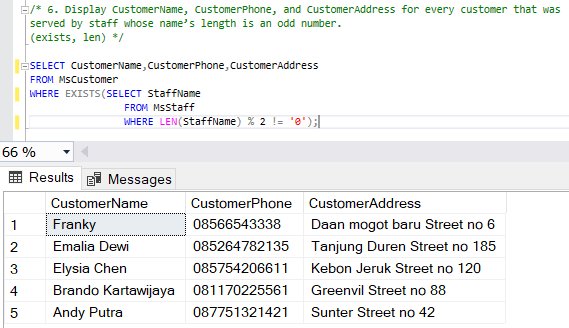 /* 6. Display CustomerName, CustomerPhone, and CustomerAddress for every customer that was
served by staff whose name's length is an odd number.
(exists, len) */
SELECT CustomerName,CustomerPhone,CustomerAddress
FROM MsCustomer
WHERE EXISTS(SELECT StaffName
FROM MsStaff
WHERE LEN(StaffName) % 2 != '0');
66 %
Results Messages
CustomerName CustomerPhone CustomerAddress
1 Franky 08566543338 Daan mogot baru Street no 6
2 Emalia Dewi 085264782135 Tanjung Duren Street no 185
3 Elysia Chen 085754206611 Kebon Jeruk Street no 120
4 Brando Kartawijaya 081170225561 Greenvil Street no 88
5 Andy Putra 087751321421 Sunter Street no 42